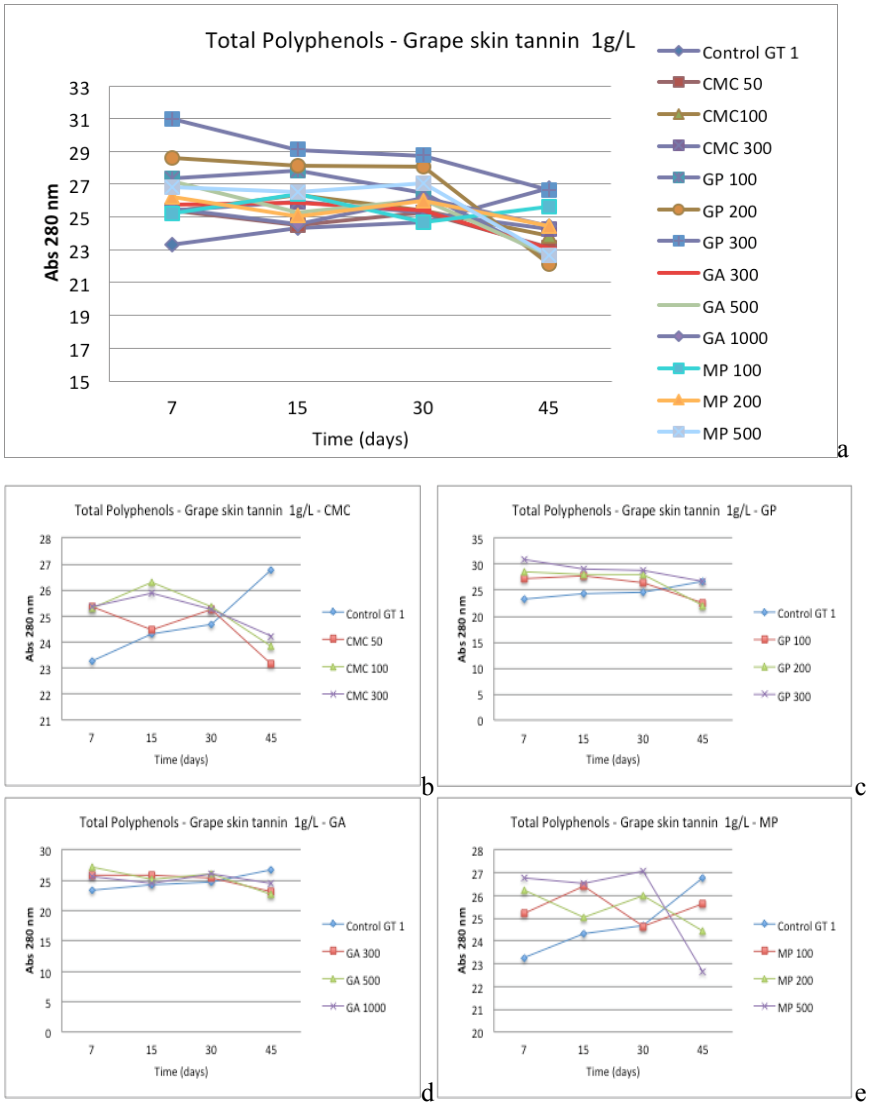 Total Polyphenols - Grape skin tannin 1g/L
33
31
29
27
25
23
21
19
17
15
Abs 280 nm
7 15 30 45
Time (days)
Control GT 1
CMC 50
CMC100
CMC 300
GP 100
GP 200
GP 300
GA 300
GA 500
GA 1000
MP 100
MP 200
MP 500
a
Total Polyphenols - Grape skin tannin 1g/L - CMC
28
27
26
25
24
23
22
21
Abs 280 nm
7 15 30 45
Time (days)
Control GT 1
CMC 50
CMC 100
CMC 300
b
Total Polyphenols - Grape skin tannin 1g/L - GP
35
30
25
20
15
10
5
0
Abs 280 nm
7 15 30 45
Time (days)
Control GT 1
GP 100
GP 200
GP 300
c
Total Polyphenols - Grape skin tannin 1g/L - GA
30
25
20
15
10
5
0
Abs 280 nm
7 15 30 45
Time (days)
Control GT 1
GA 300
GA 500
GA 1000
d
Total Polyphenols - Grape skin tannin 1g/L - MP
28
27
26
25
24
23
22
21
20
Abs 280 nm
7 15 30 45
Time (days)
Control GT 1
MP 100
MP 200
MP 500
e